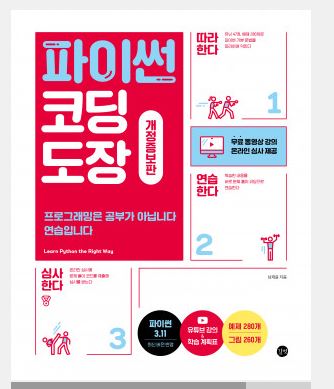 파이썬
코딩
도장
개정증보판
프로그래밍은 공부가 아닙니다
연습입니다
Learn Python the Right Way
따라
한다
1
무료 동영상 강의
온라인 심사 제공
연습
한다
2
심사
한다
3
파이썬
3.11
유튜브 강의
&
학습 계획표
예제 280개
그림 260개
길벗